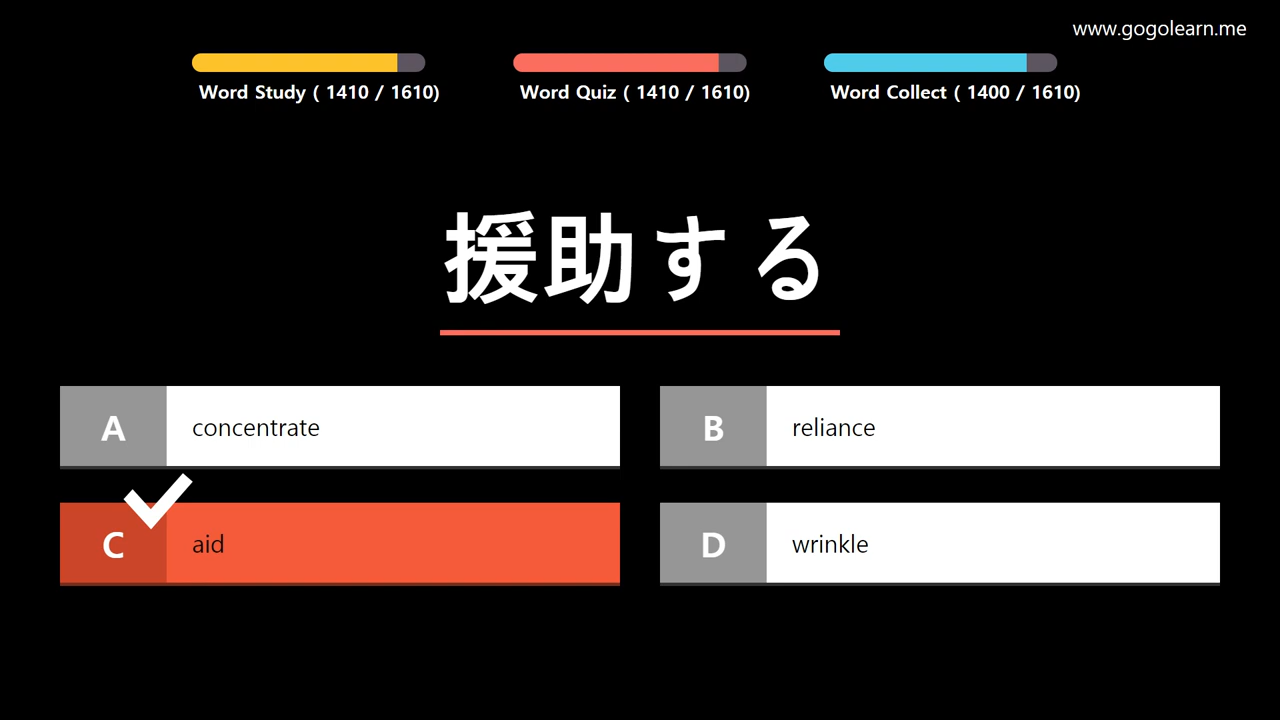 www.gogolearn.me
Word Study ( 1410 / 1610)
Word Quiz ( 1410 / 1610)
Word Collect ( 1400 / 1610)
援助する
A concentrate
B reliance
C aid
D wrinkle